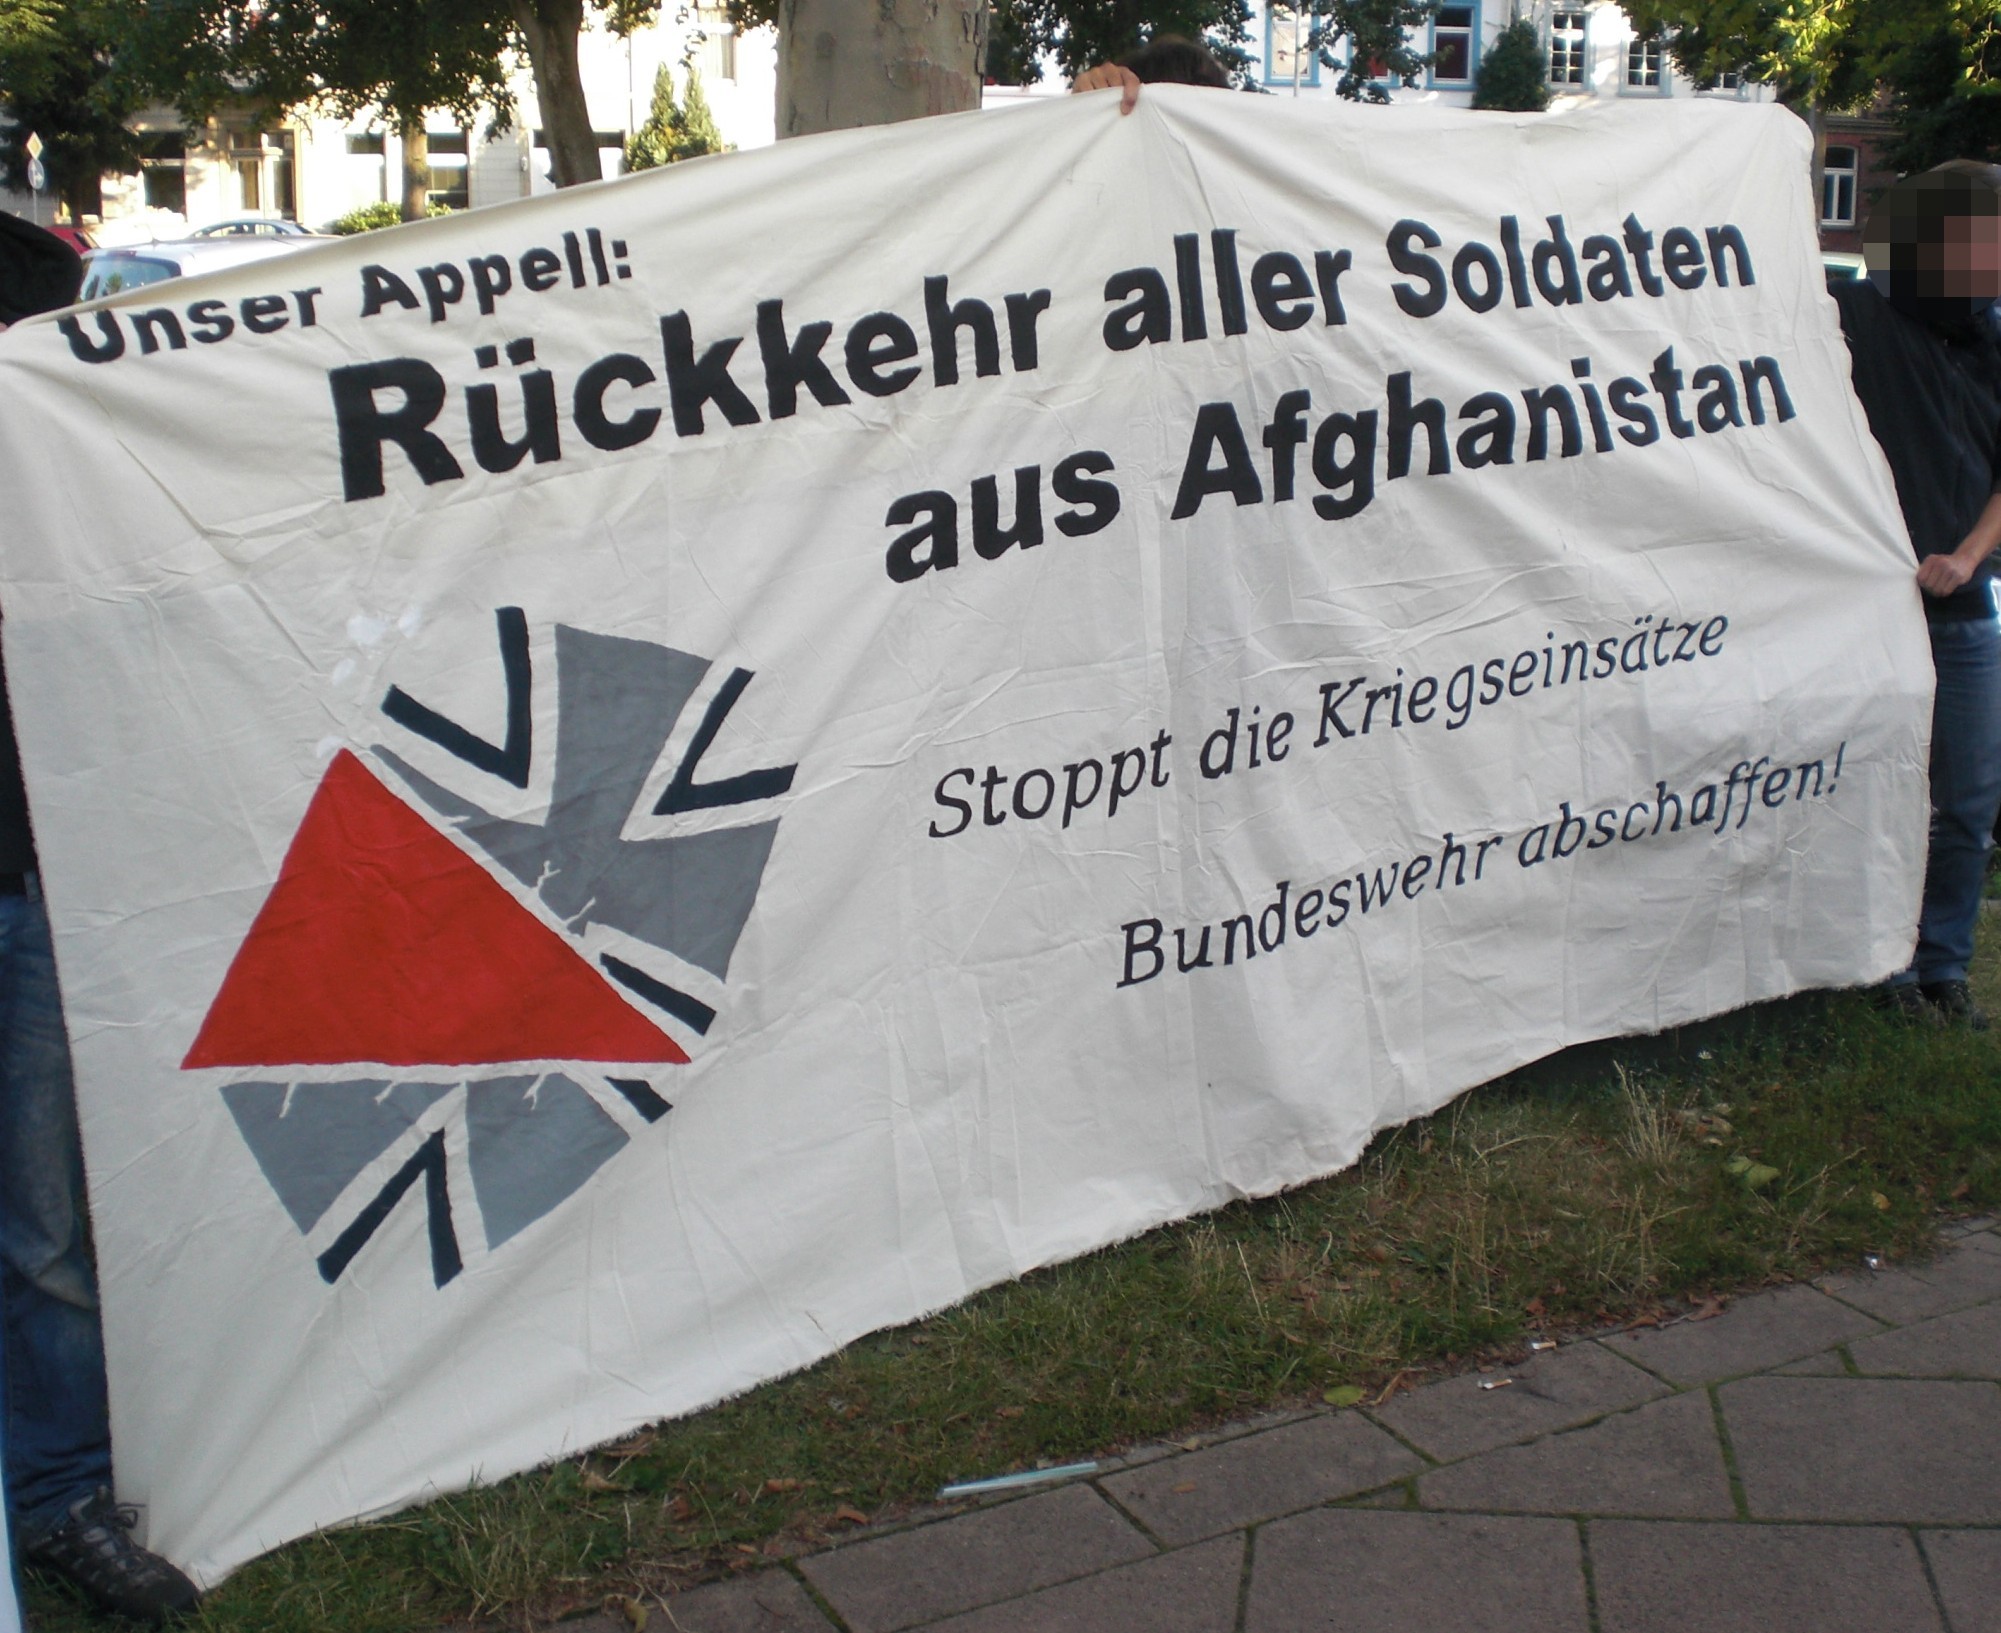 Unser Appell:
Rückkehr aller Soldaten
aus Afghanistan
Stoppt die Kriegseinsätze
Bundeswehr abschaffen!